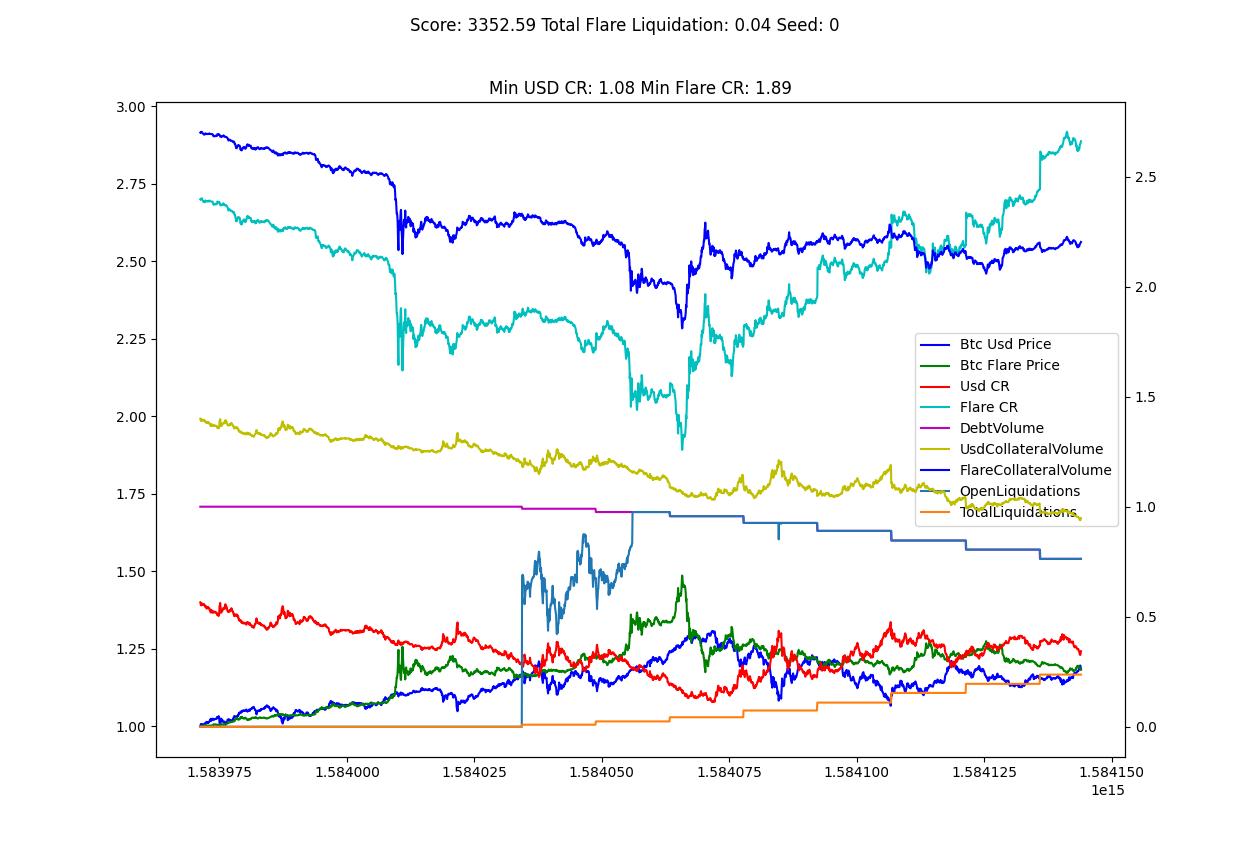 Score: 3352.59 Total Flare Liquidation: 0.04 Seed: 0
Min USD CR: 1.08 Min Flare CR: 1.89
3.00
2.75
2.50
2.25
2.00
1.75
1.50
1.25
1.00
2.5
2.0
1.5
1.0
0.5
0.0
Btc Usd Price
Btc Flare Price
Usd CR
Flare CR
DebtVolume
UsdCollateralVolume
FlareCollateralVolume
OpenLiquidations
TotalLiquidations
1.583975 1.584000 1.584025 1.584050 1.584075 1.584100 1.584125 1.584150
1e15